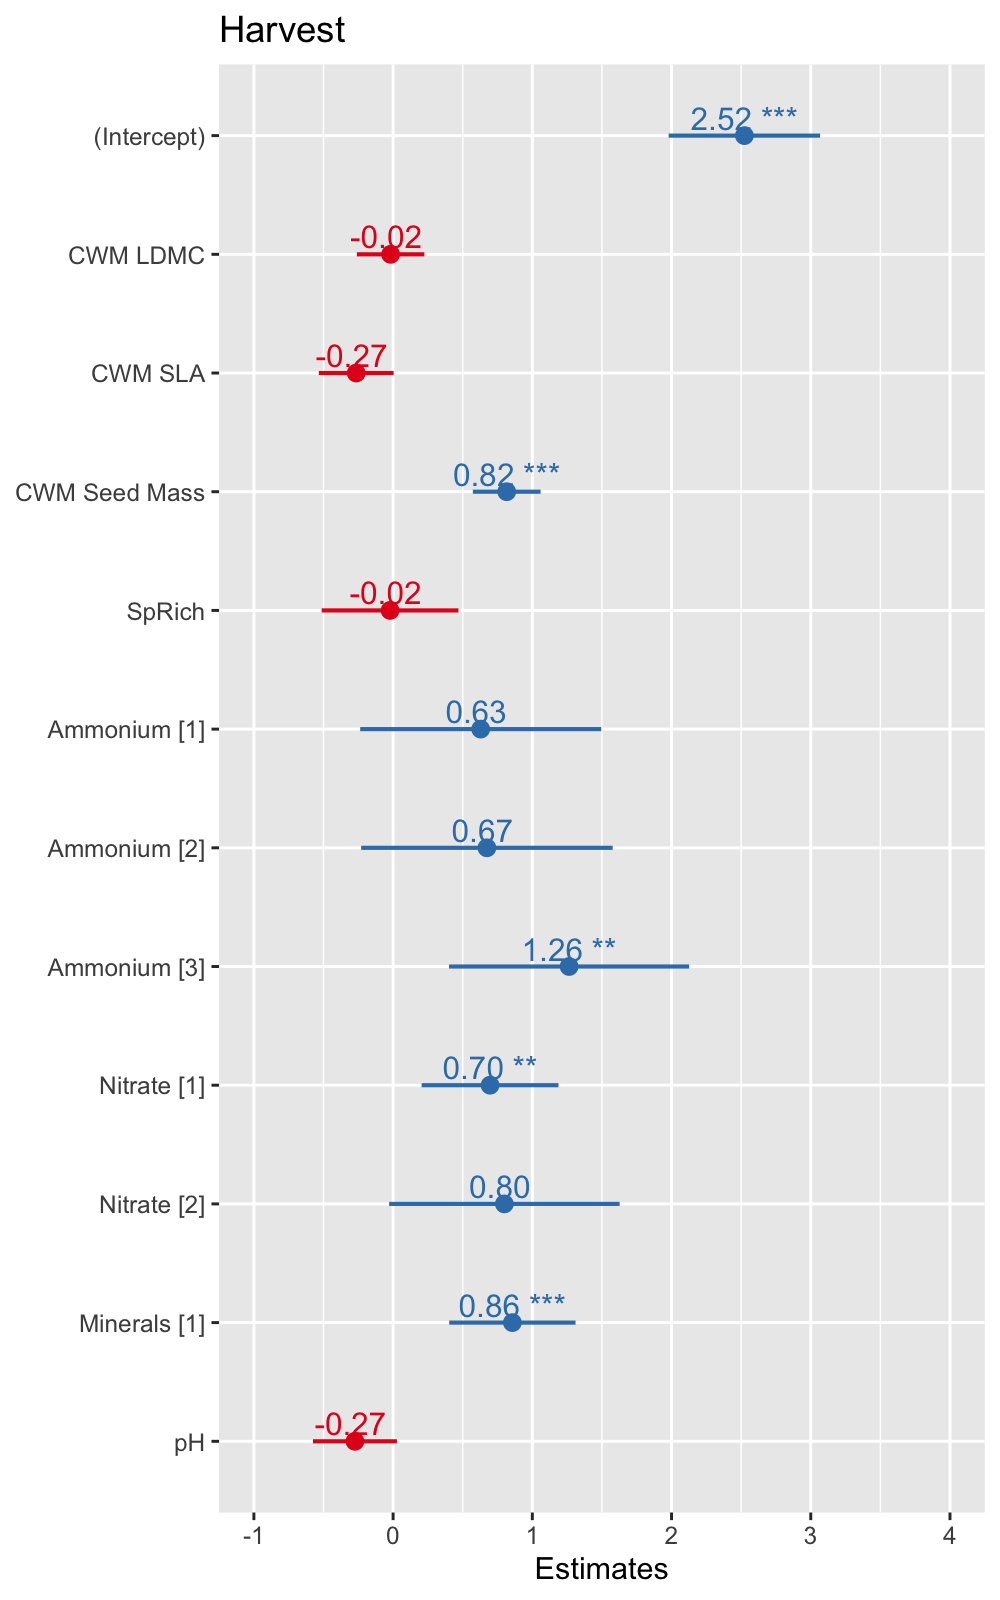 Harvest
(Intercept)
2.52 ***
CWM LDMC
-0.02
CWM SLA
-0.27
CWM Seed Mass
0.82 ***
SpRich
-0.02
Ammonium [1]
0.63
Ammonium [2]
0.67
Ammonium [3]
1.26 **
Nitrate [1]
0.70 **
Nitrate [2]
0.80
Minerals [1]
0.86 ***
pH
-0.27
-1 0 1 2 3 4
Estimates